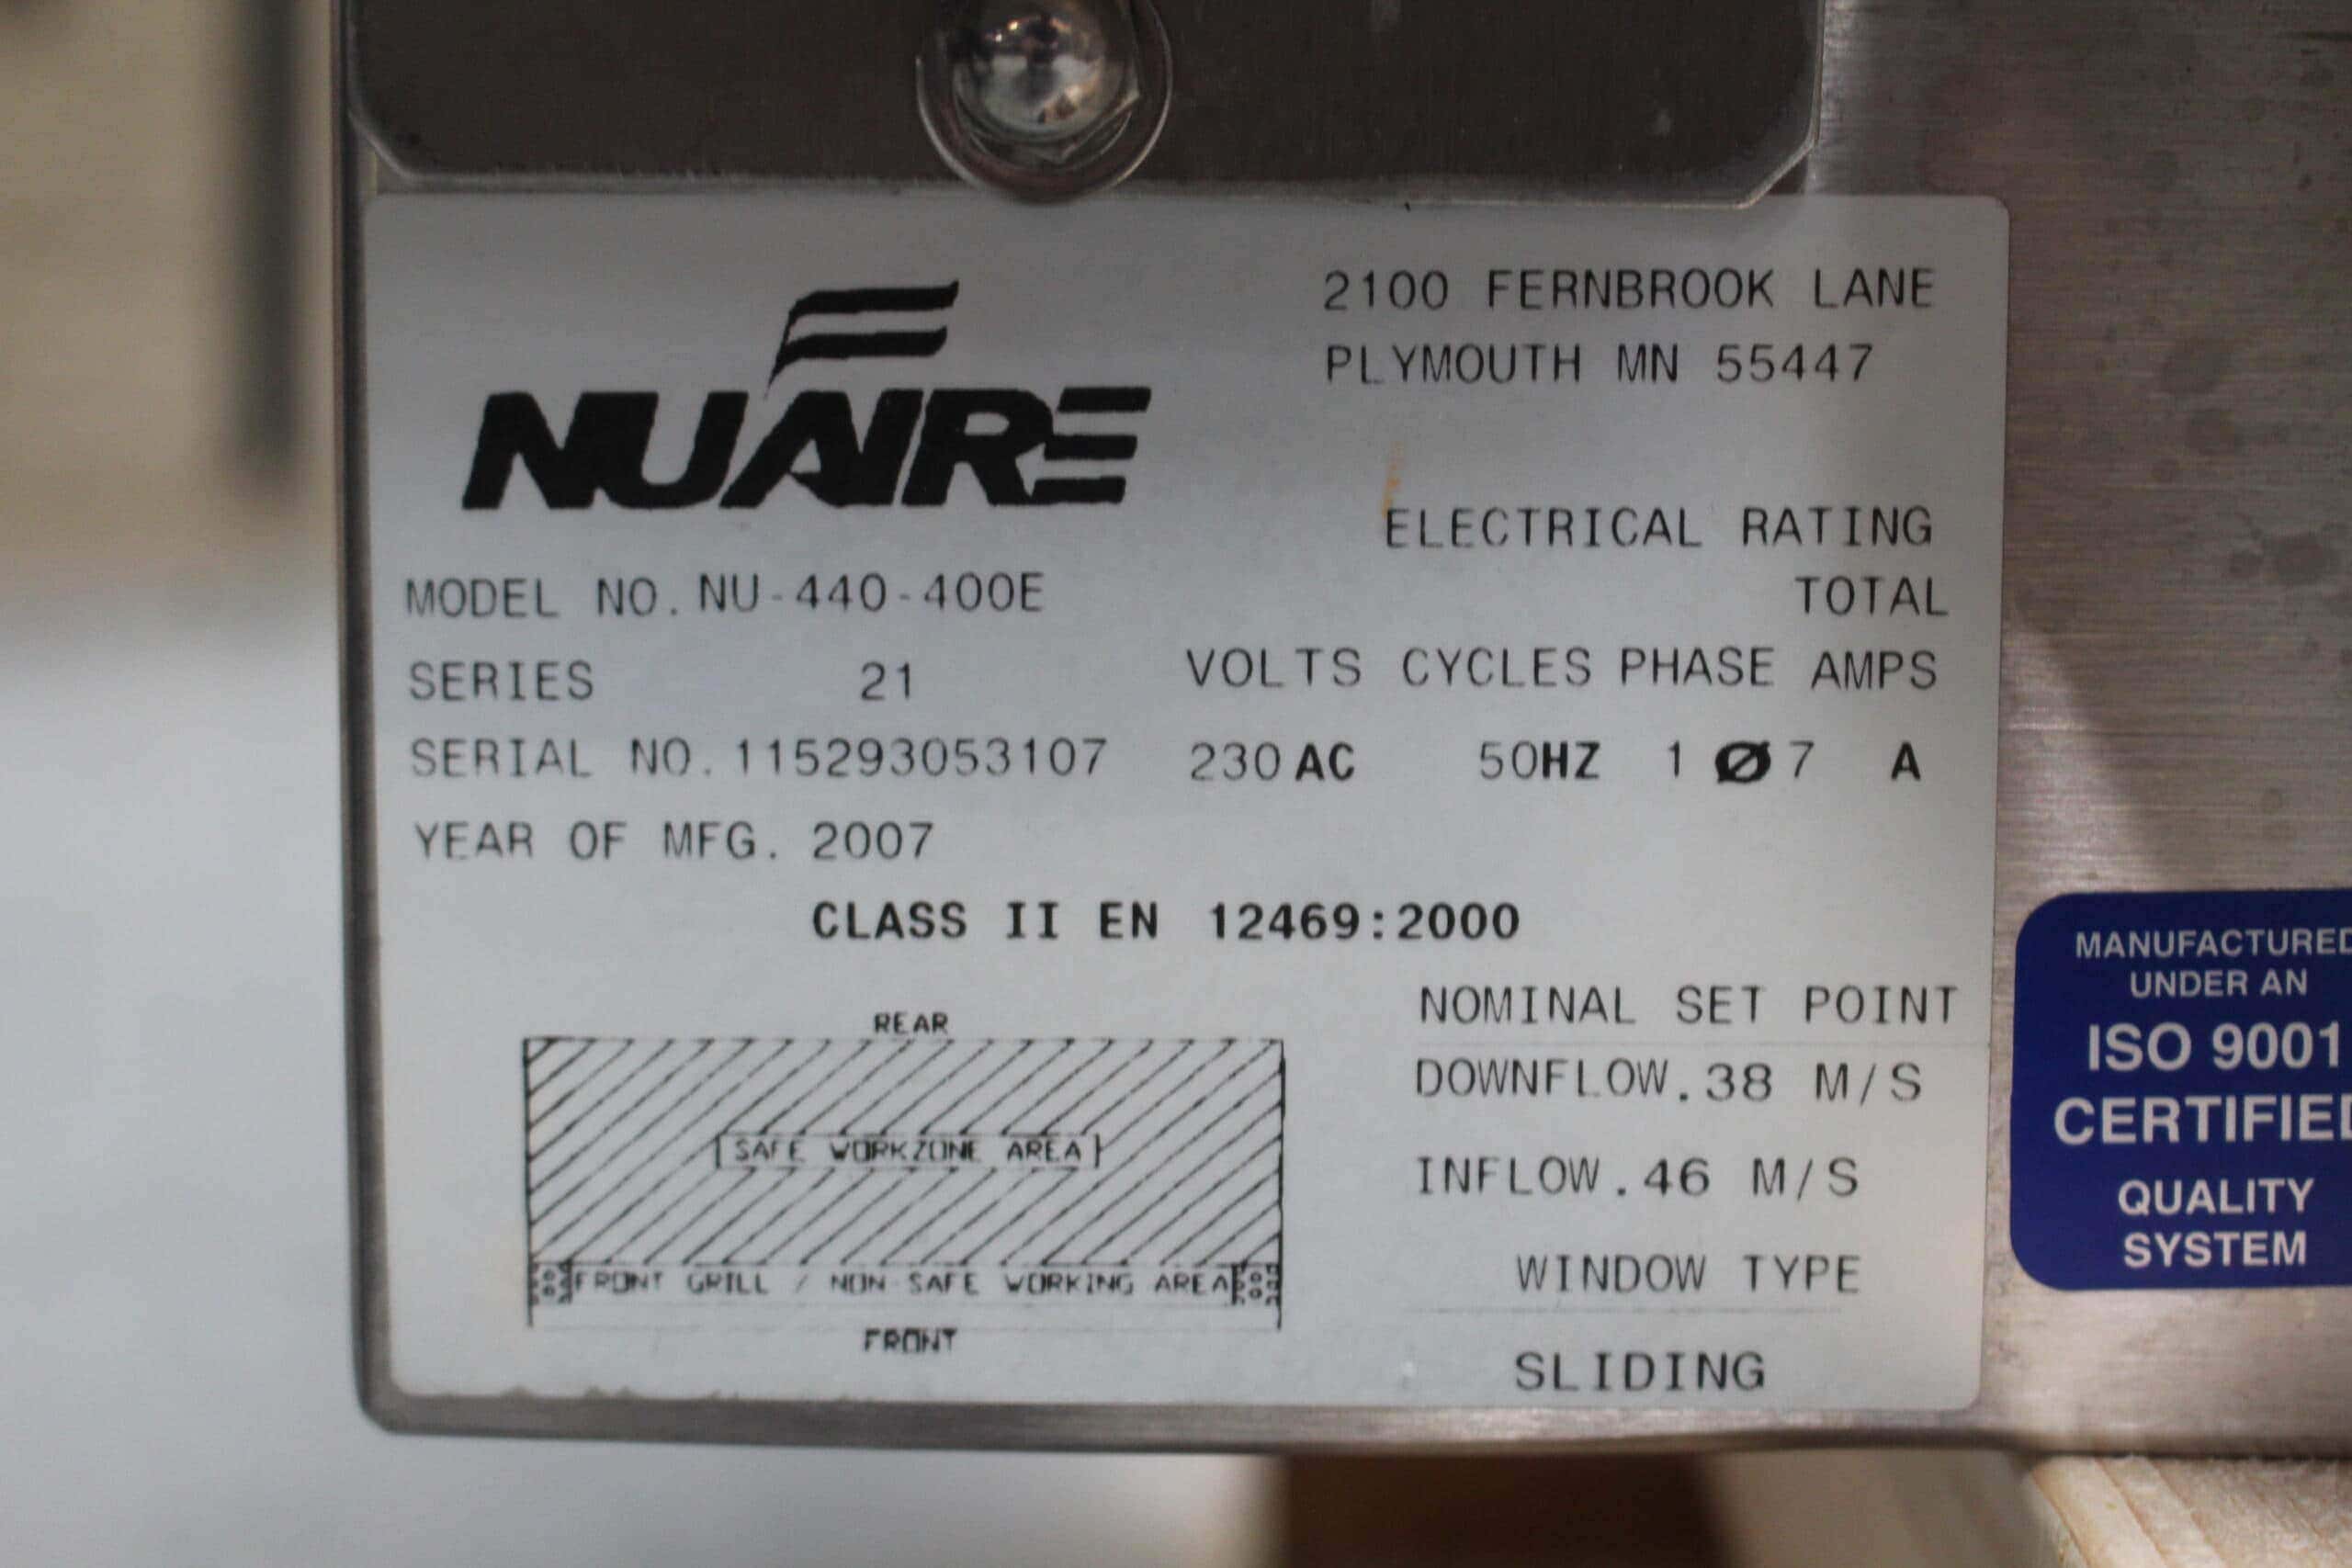 NUAIRE
2100 FERNBROOK LANE
PLYMOUTH MN 55447
ELECTRICAL RATING
TOTAL
VOLTS CYCLES PHASE AMPS
230 AC 50HZ 1 Ø 7 A
MODEL NO. NU-440-400E
SERIES 21
SERIAL NO. 115293053107
YEAR OF MFG. 2007
CLASS II EN 12469:2000
REAR
SAFE WORKZONE AREA
FRONT GRILL / NON-SAFE WORKING AREA
FRONT
NOMINAL SET POINT
DOWNFLOW .38 M/S
INFLOW .46 M/S
WINDOW TYPE
SLIDING
MANUFACTURED
UNDER AN
ISO 9001
CERTIFIED
QUALITY
SYSTEM